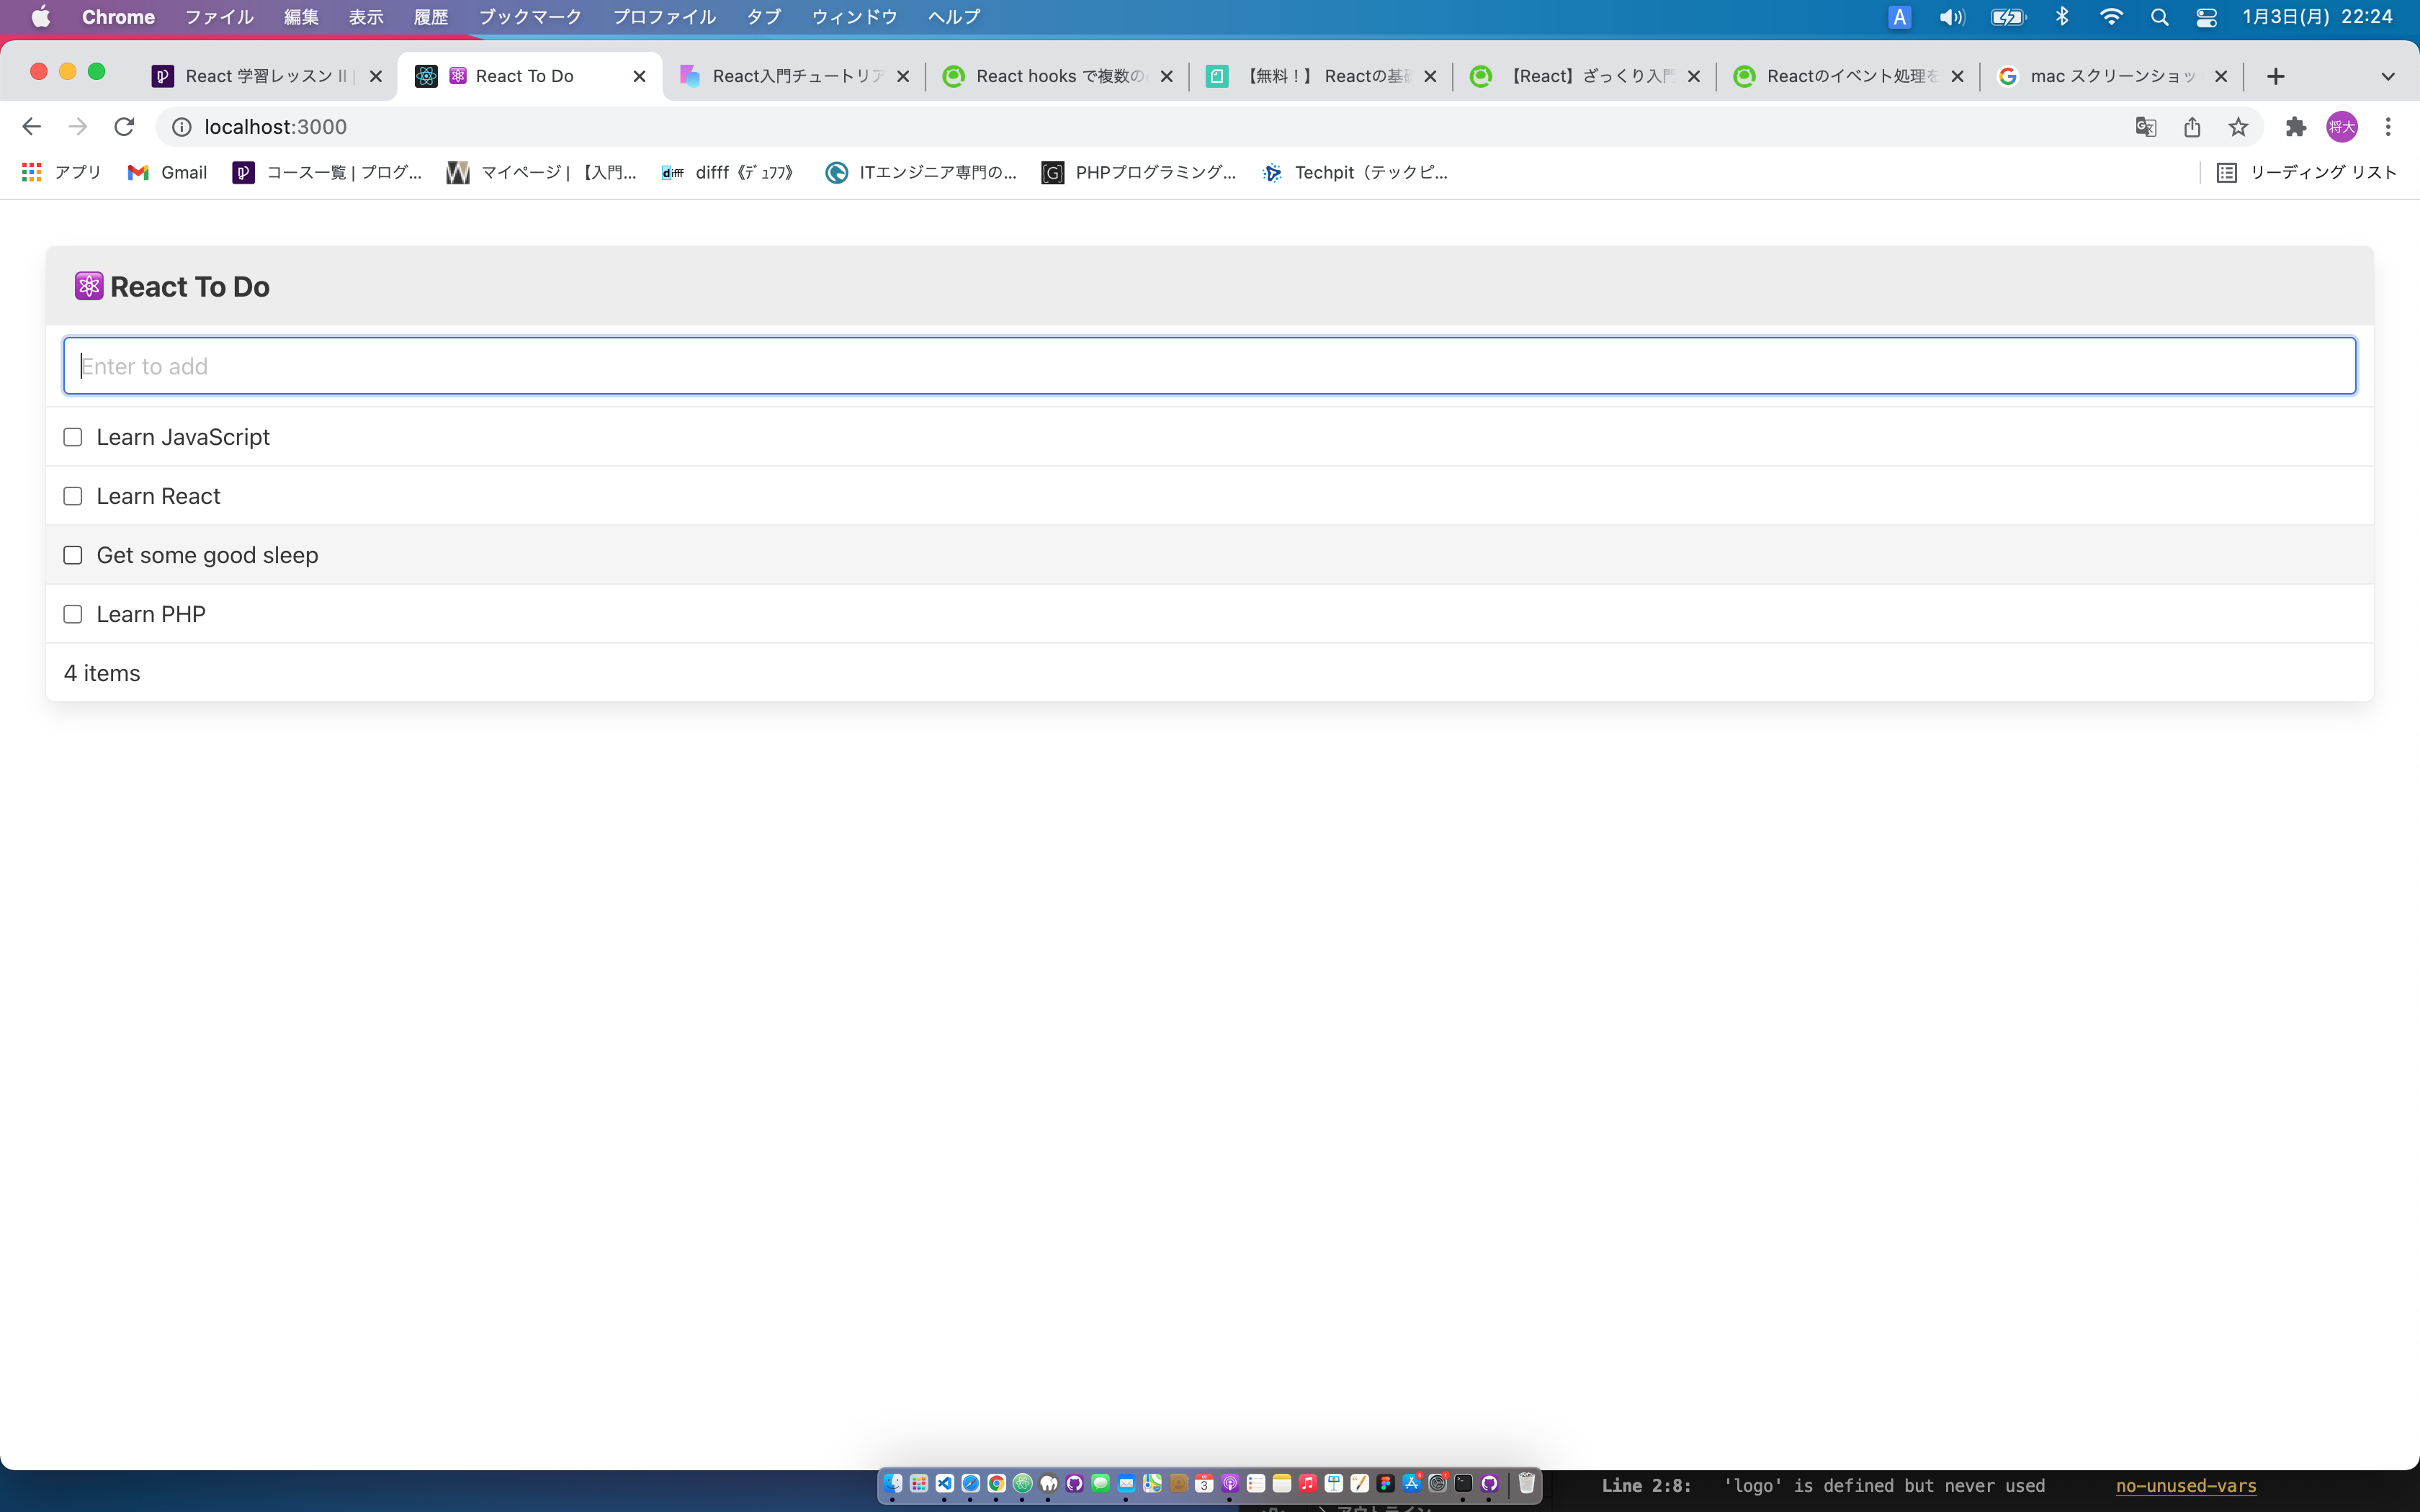 Chrome ファイル 編集 表示 履歴 ブックマーク プロファイル タブ ウィンドウ ヘルプ A 1月3日(月) 22:24
React 学習レッスン II React To Do React入門チュートリア React hooks で複数の 【無料！】 Reactの基礎 【React】ざっくり入門 Reactのイベント処理を mac スクリーンショッ
localhost:3000 将大
アプリ Gmail コース一覧 | プログ... マイページ | 【入門... difff《ﾃﾞｭﾌﾌ》 ITエンジニア専門の... PHPプログラミング... Techpit（テックピ... リーディング リスト
React To Do
Enter to add
Learn JavaScript
Learn React
Get some good sleep
Learn PHP
4 items
Line 2:8: 'logo' is defined but never used no-unused-vars